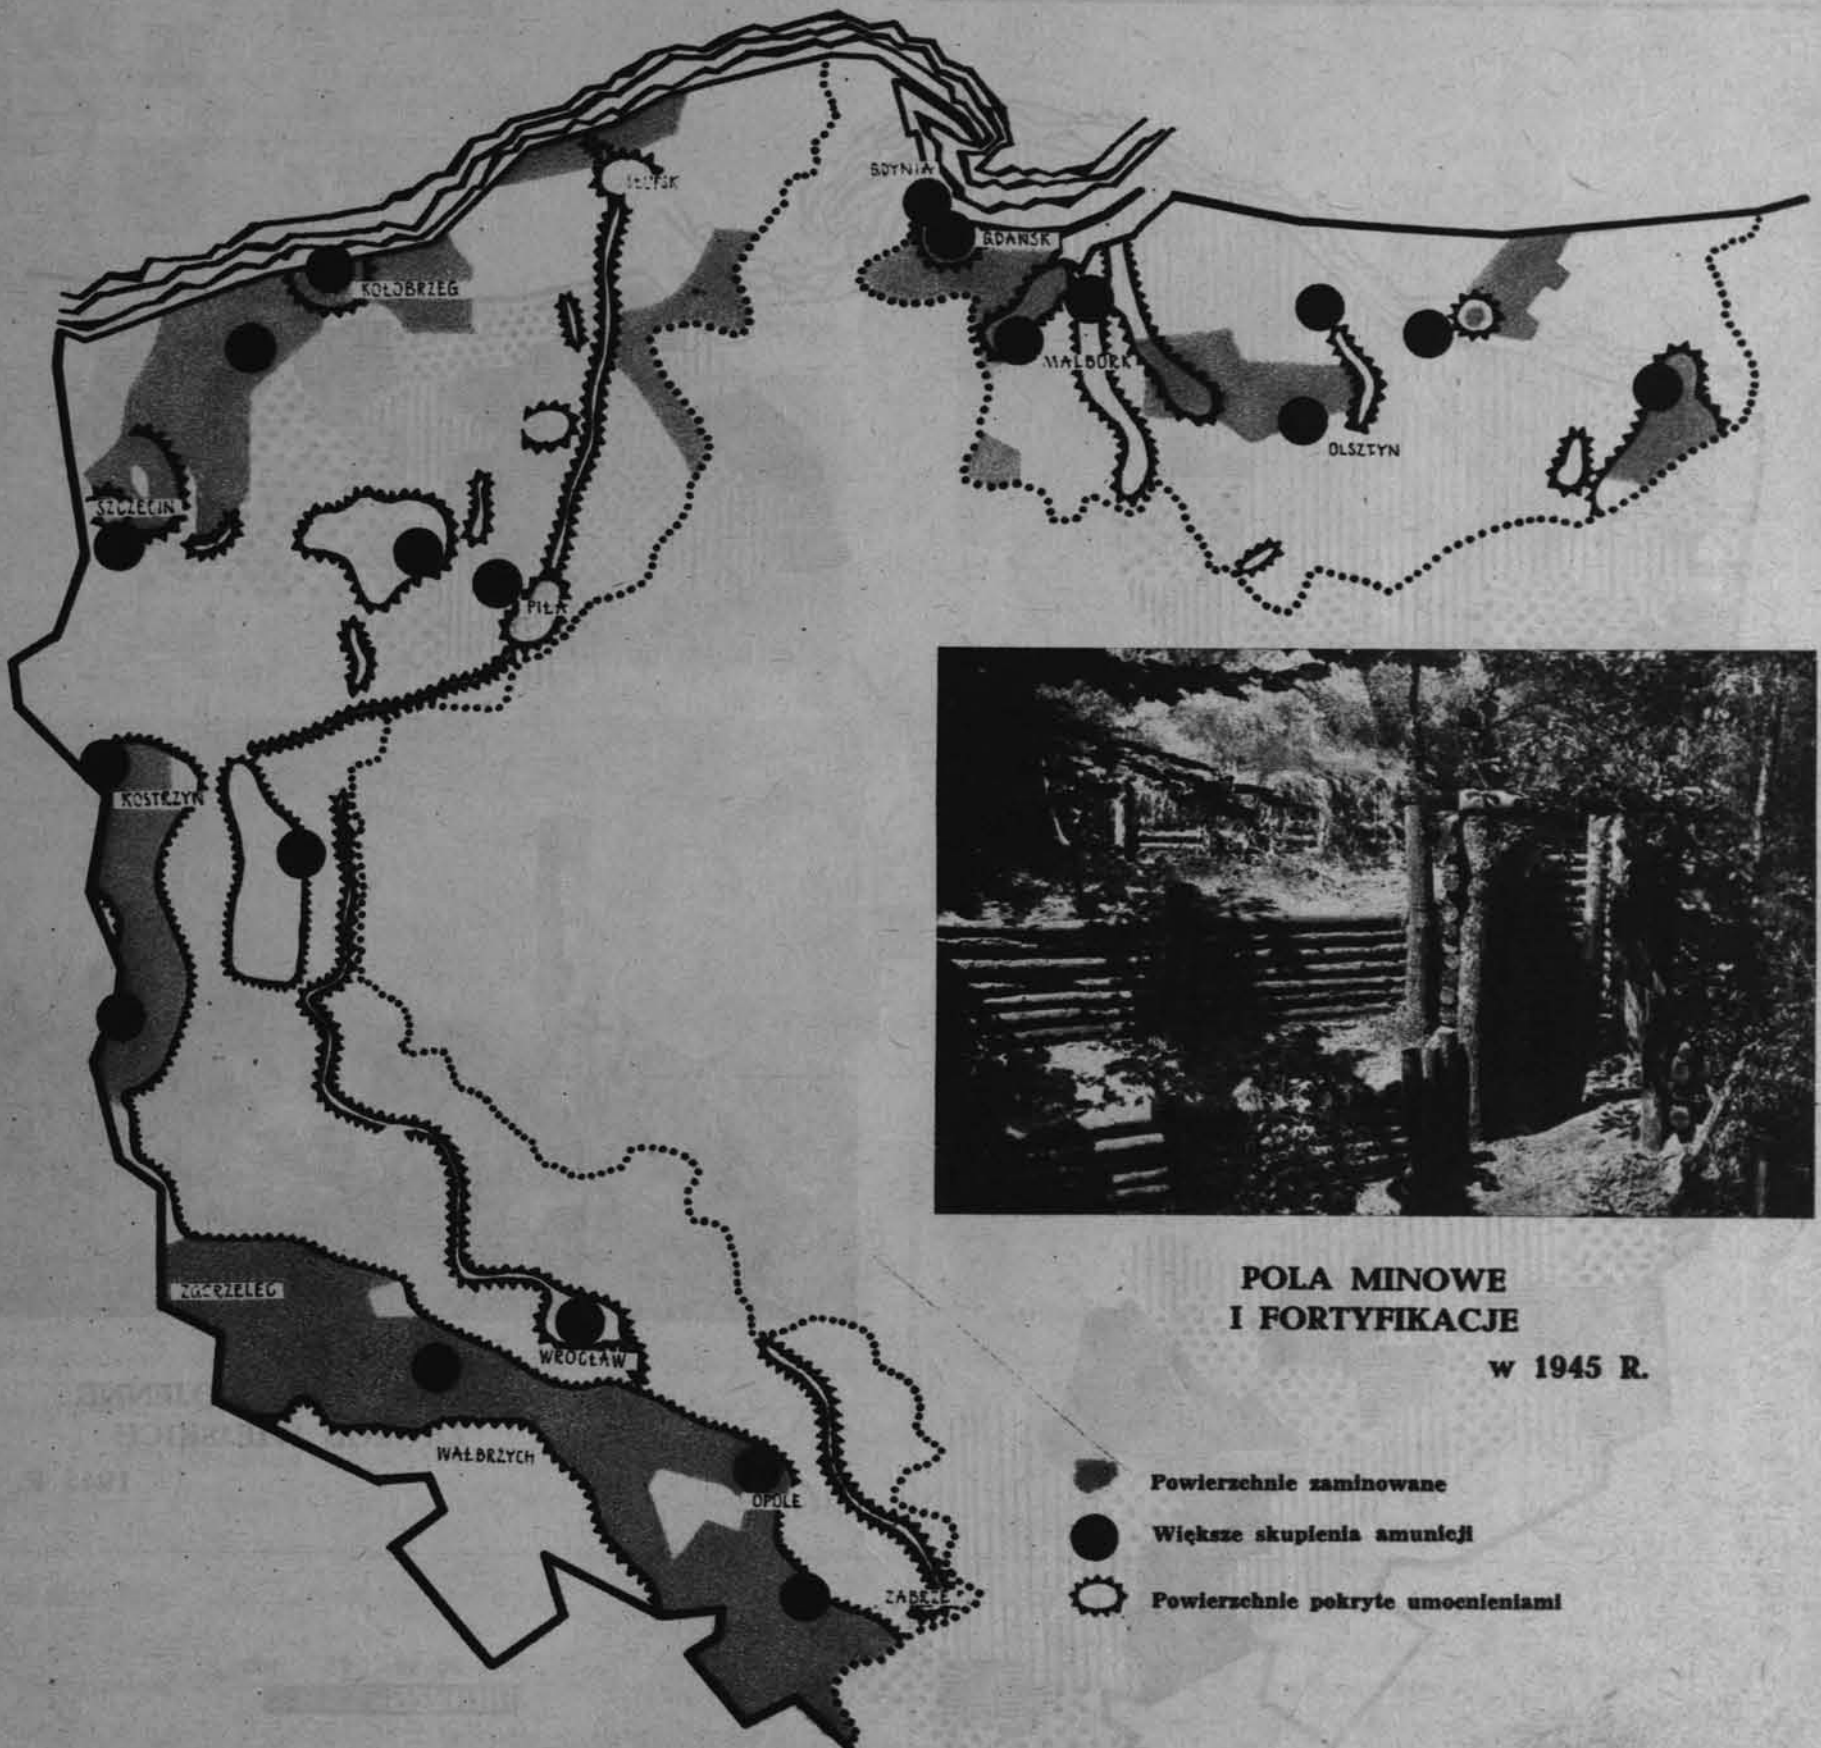 GDYNIA
SŁUPSK
GDAŃSK
KOŁOBRZEG
MALBORK
OLSZTYN
SZCZECIN
PIŁA
KOSTRZYN
POLA MINOWE
I FORTYFIKACJE
w 1945 R.
ZGORZELEC
WROCŁAW
WAŁBRZYCH
Powierzchnie zaminowane
OPOLE
Większe skupienia amunicji
ZABRZE
Powierzchnie pokryte umocnieniami